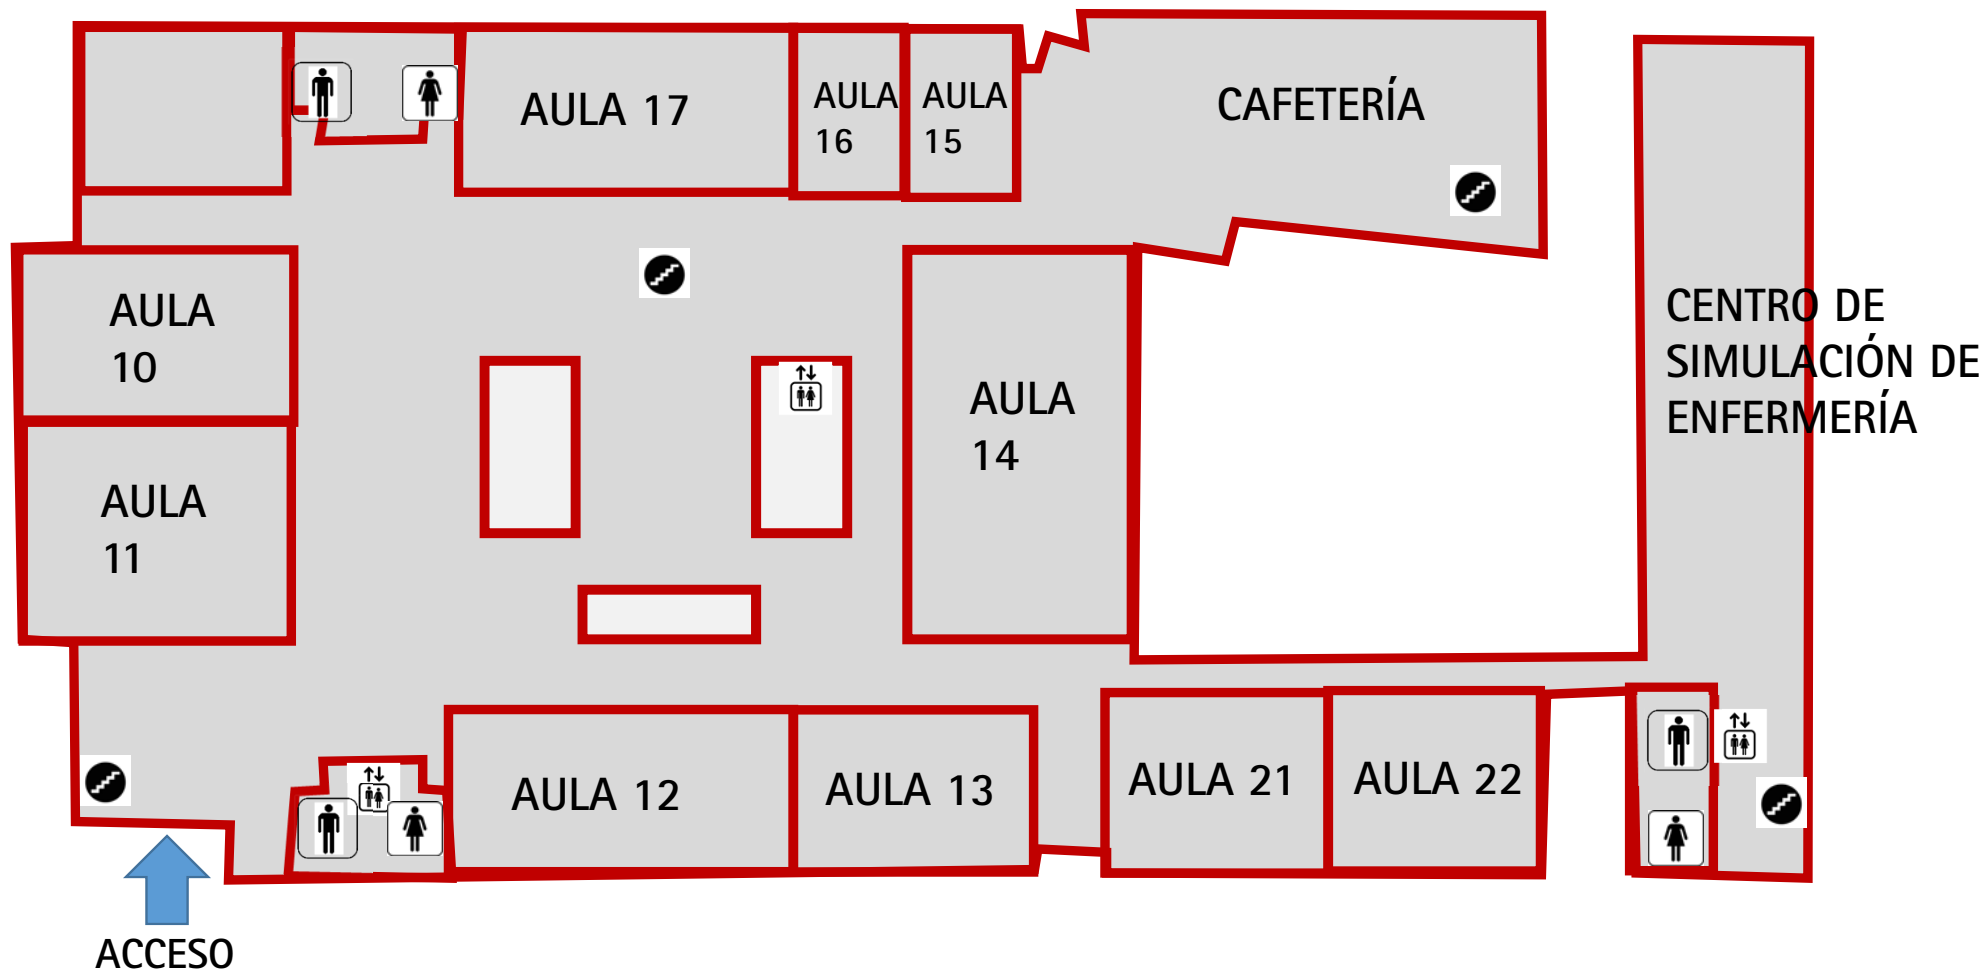 AULA 17
AULA
16
AULA
15
CAFETERÍA
AULA
10
AULA
11
AULA
14
CENTRO DE
SIMULACIÓN DE
ENFERMERÍA
AULA 12
AULA 13
AULA 21
AULA 22
ACCESO